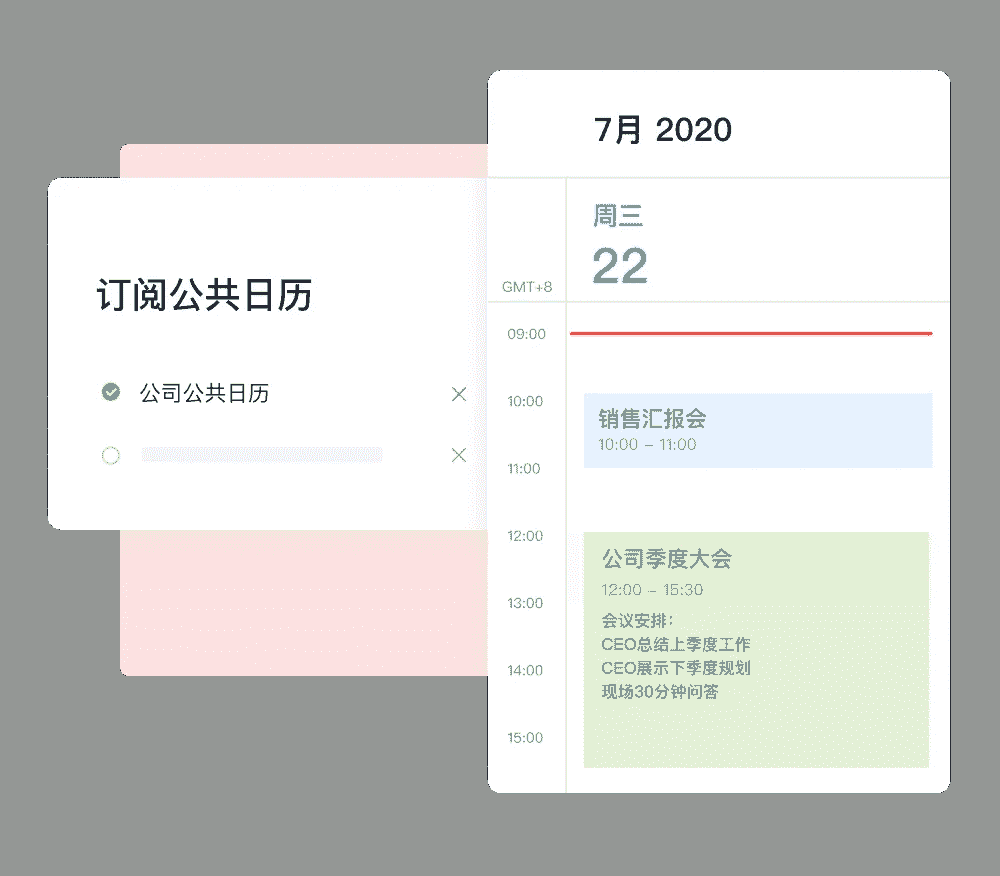 订阅公共日历
公司公共日历
7月 2020
周三
22
GMT+8
09:00
10:00
11:00
12:00
13:00
14:00
15:00
销售汇报会
10:00 – 11:00
公司季度大会
12:00 – 15:30
会议安排：
CEO总结上季度工作
CEO展示下季度规划
现场30分钟问答